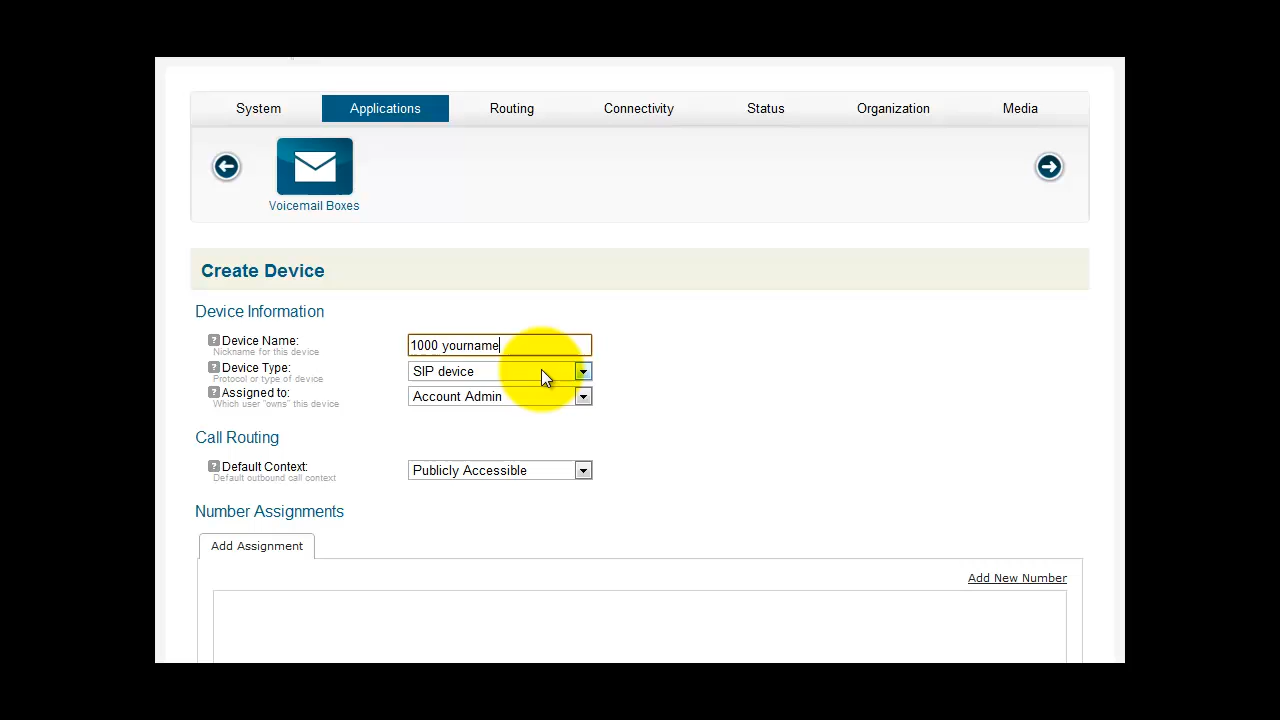 System Applications Routing Connectivity Status Organization Media
Voicemail Boxes
Create Device
Device Information
? Device Name: 1000 yourname
Nickname for this device
? Device Type: SIP device
Protocol or type of device
? Assigned to: Account Admin
Which user "owns" this device
Call Routing
? Default Context: Publicly Accessible
Default outbound call context
Number Assignments
Add Assignment
Add New Number